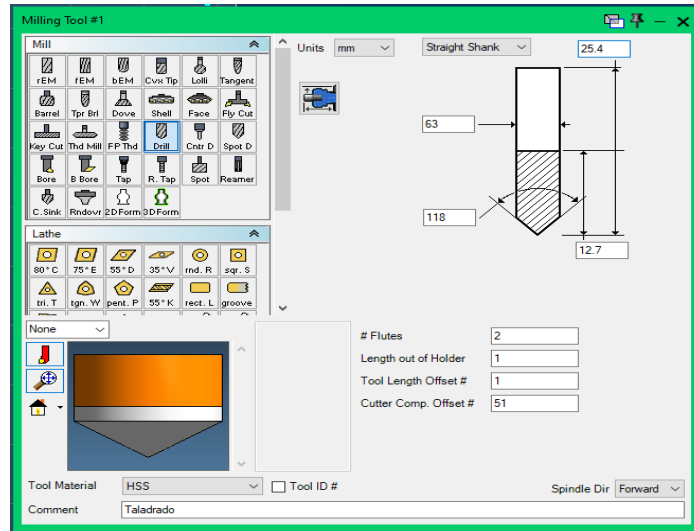 Milling Tool #1
Mill
rEM fEM bEM Cvx Tip Lolli Tangent
Barrel Tpr Brl Dove Shell Face Fly Cut
Key Cut Thd Mill FP Thd Drill Cntr D Spot D
Bore B Bore Tap R. Tap Spot Reamer
C. Sink Rndovr 2D Form 3D Form
Lathe
80° C 75° E 55° D 35° V rnd. R sqr. S
tri. T tgn. W pent. P 55° K rect. L groove
Units mm Straight Shank 25.4
63
118
12.7
None
# Flutes 2
Length out of Holder 1
Tool Length Offset # 1
Cutter Comp. Offset # 51
Tool Material HSS Tool ID # Spindle Dir Forward
Comment Taladrado